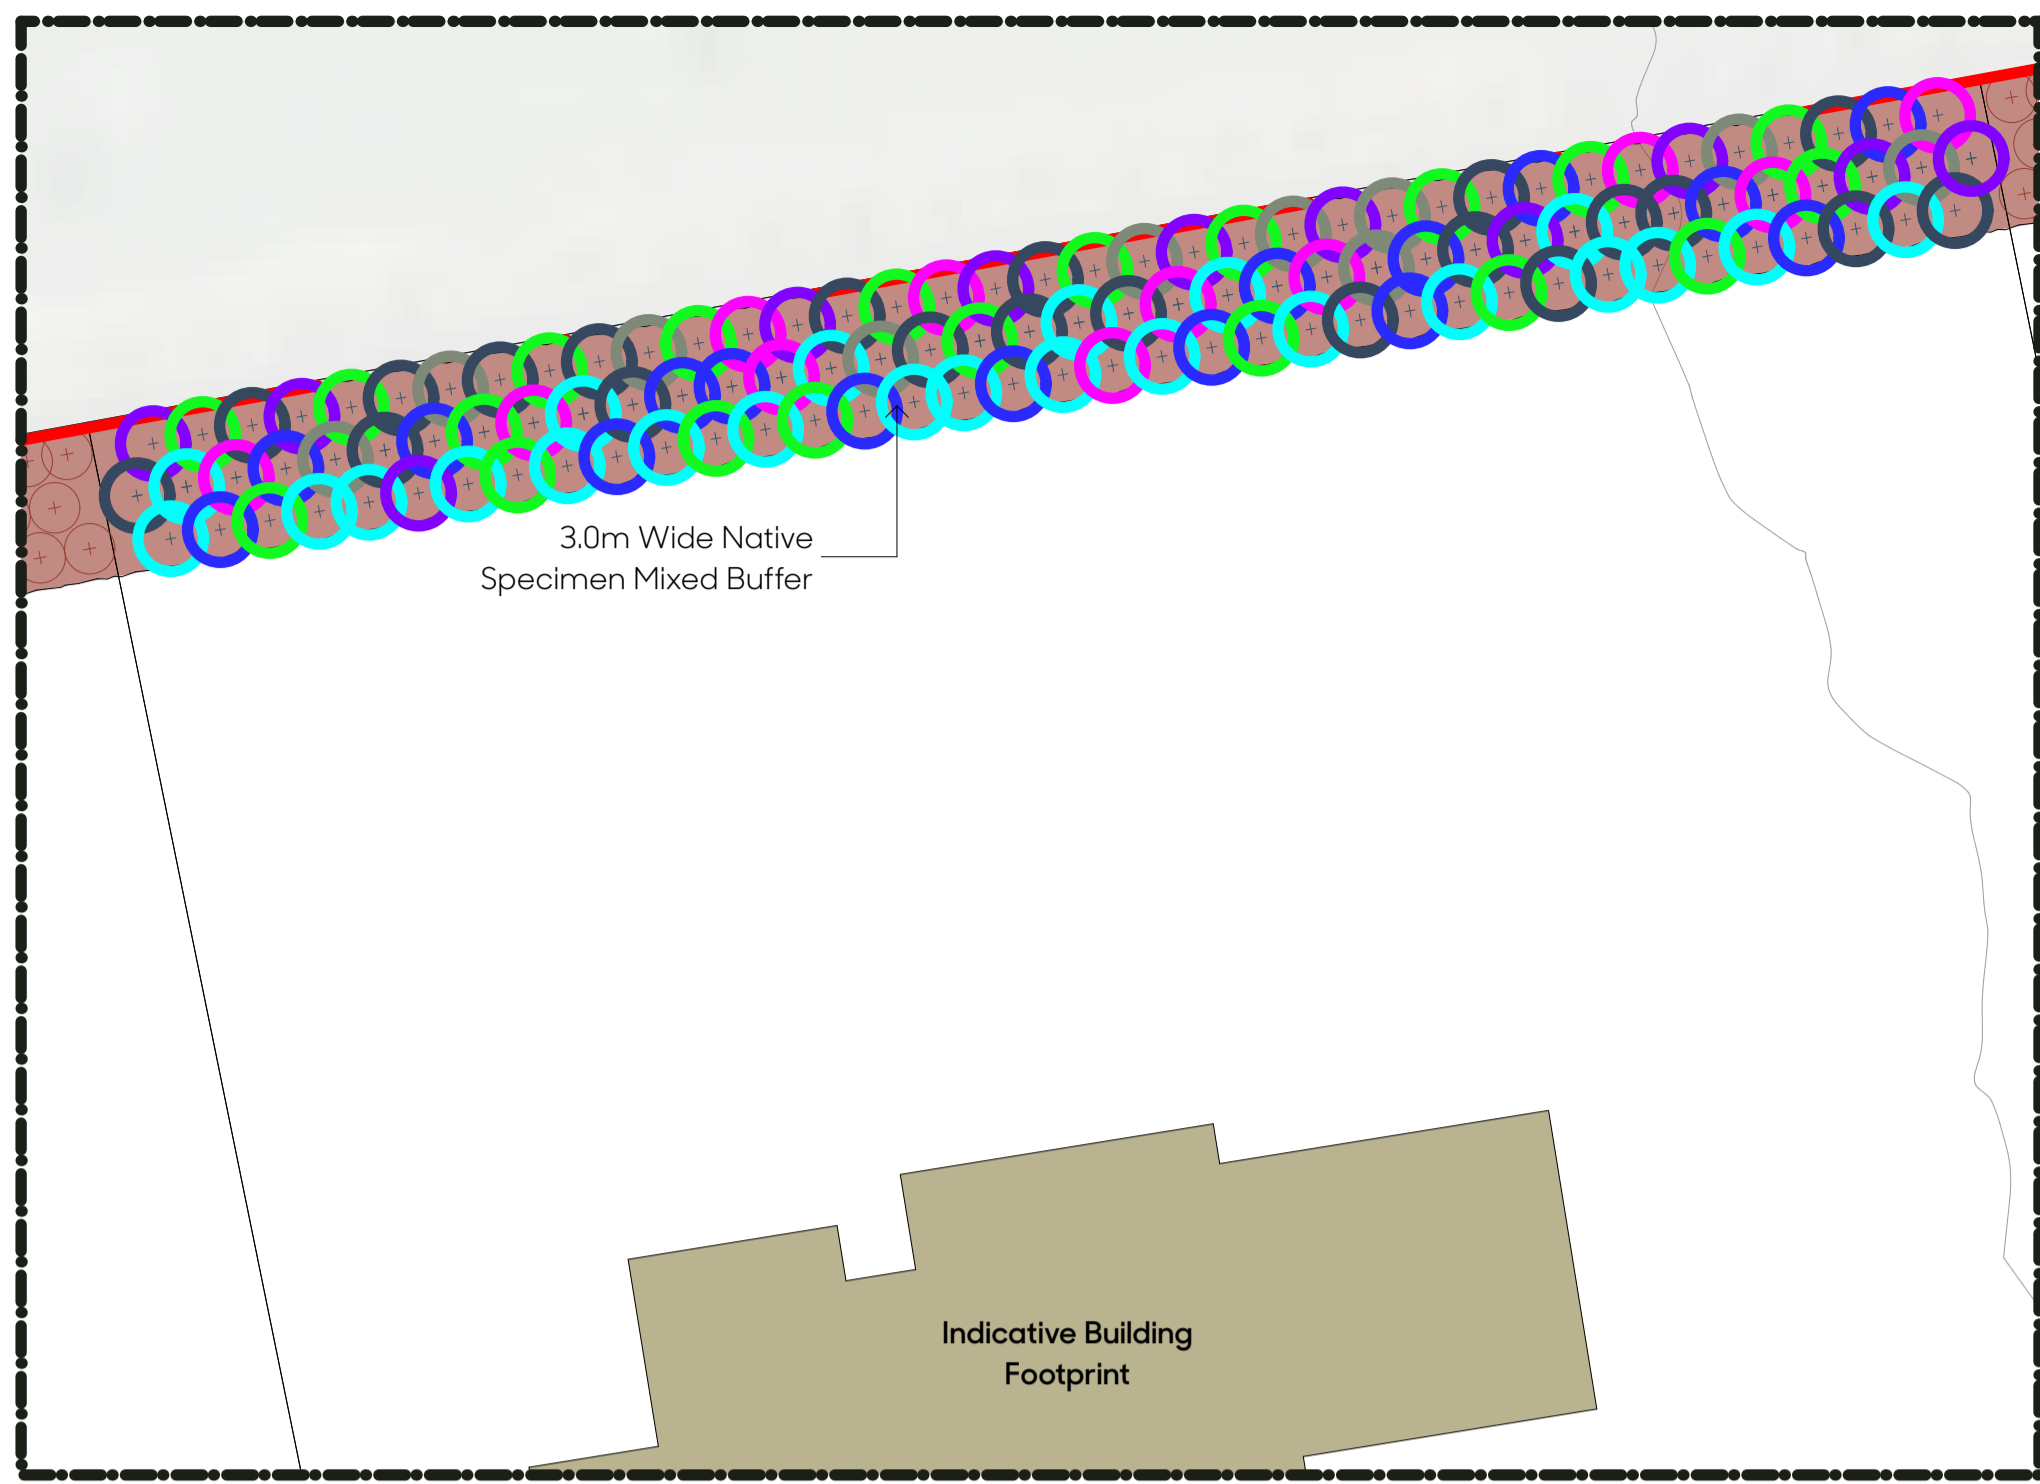 3.0m Wide Native
Specimen Mixed Buffer
Indicative Building
Footprint